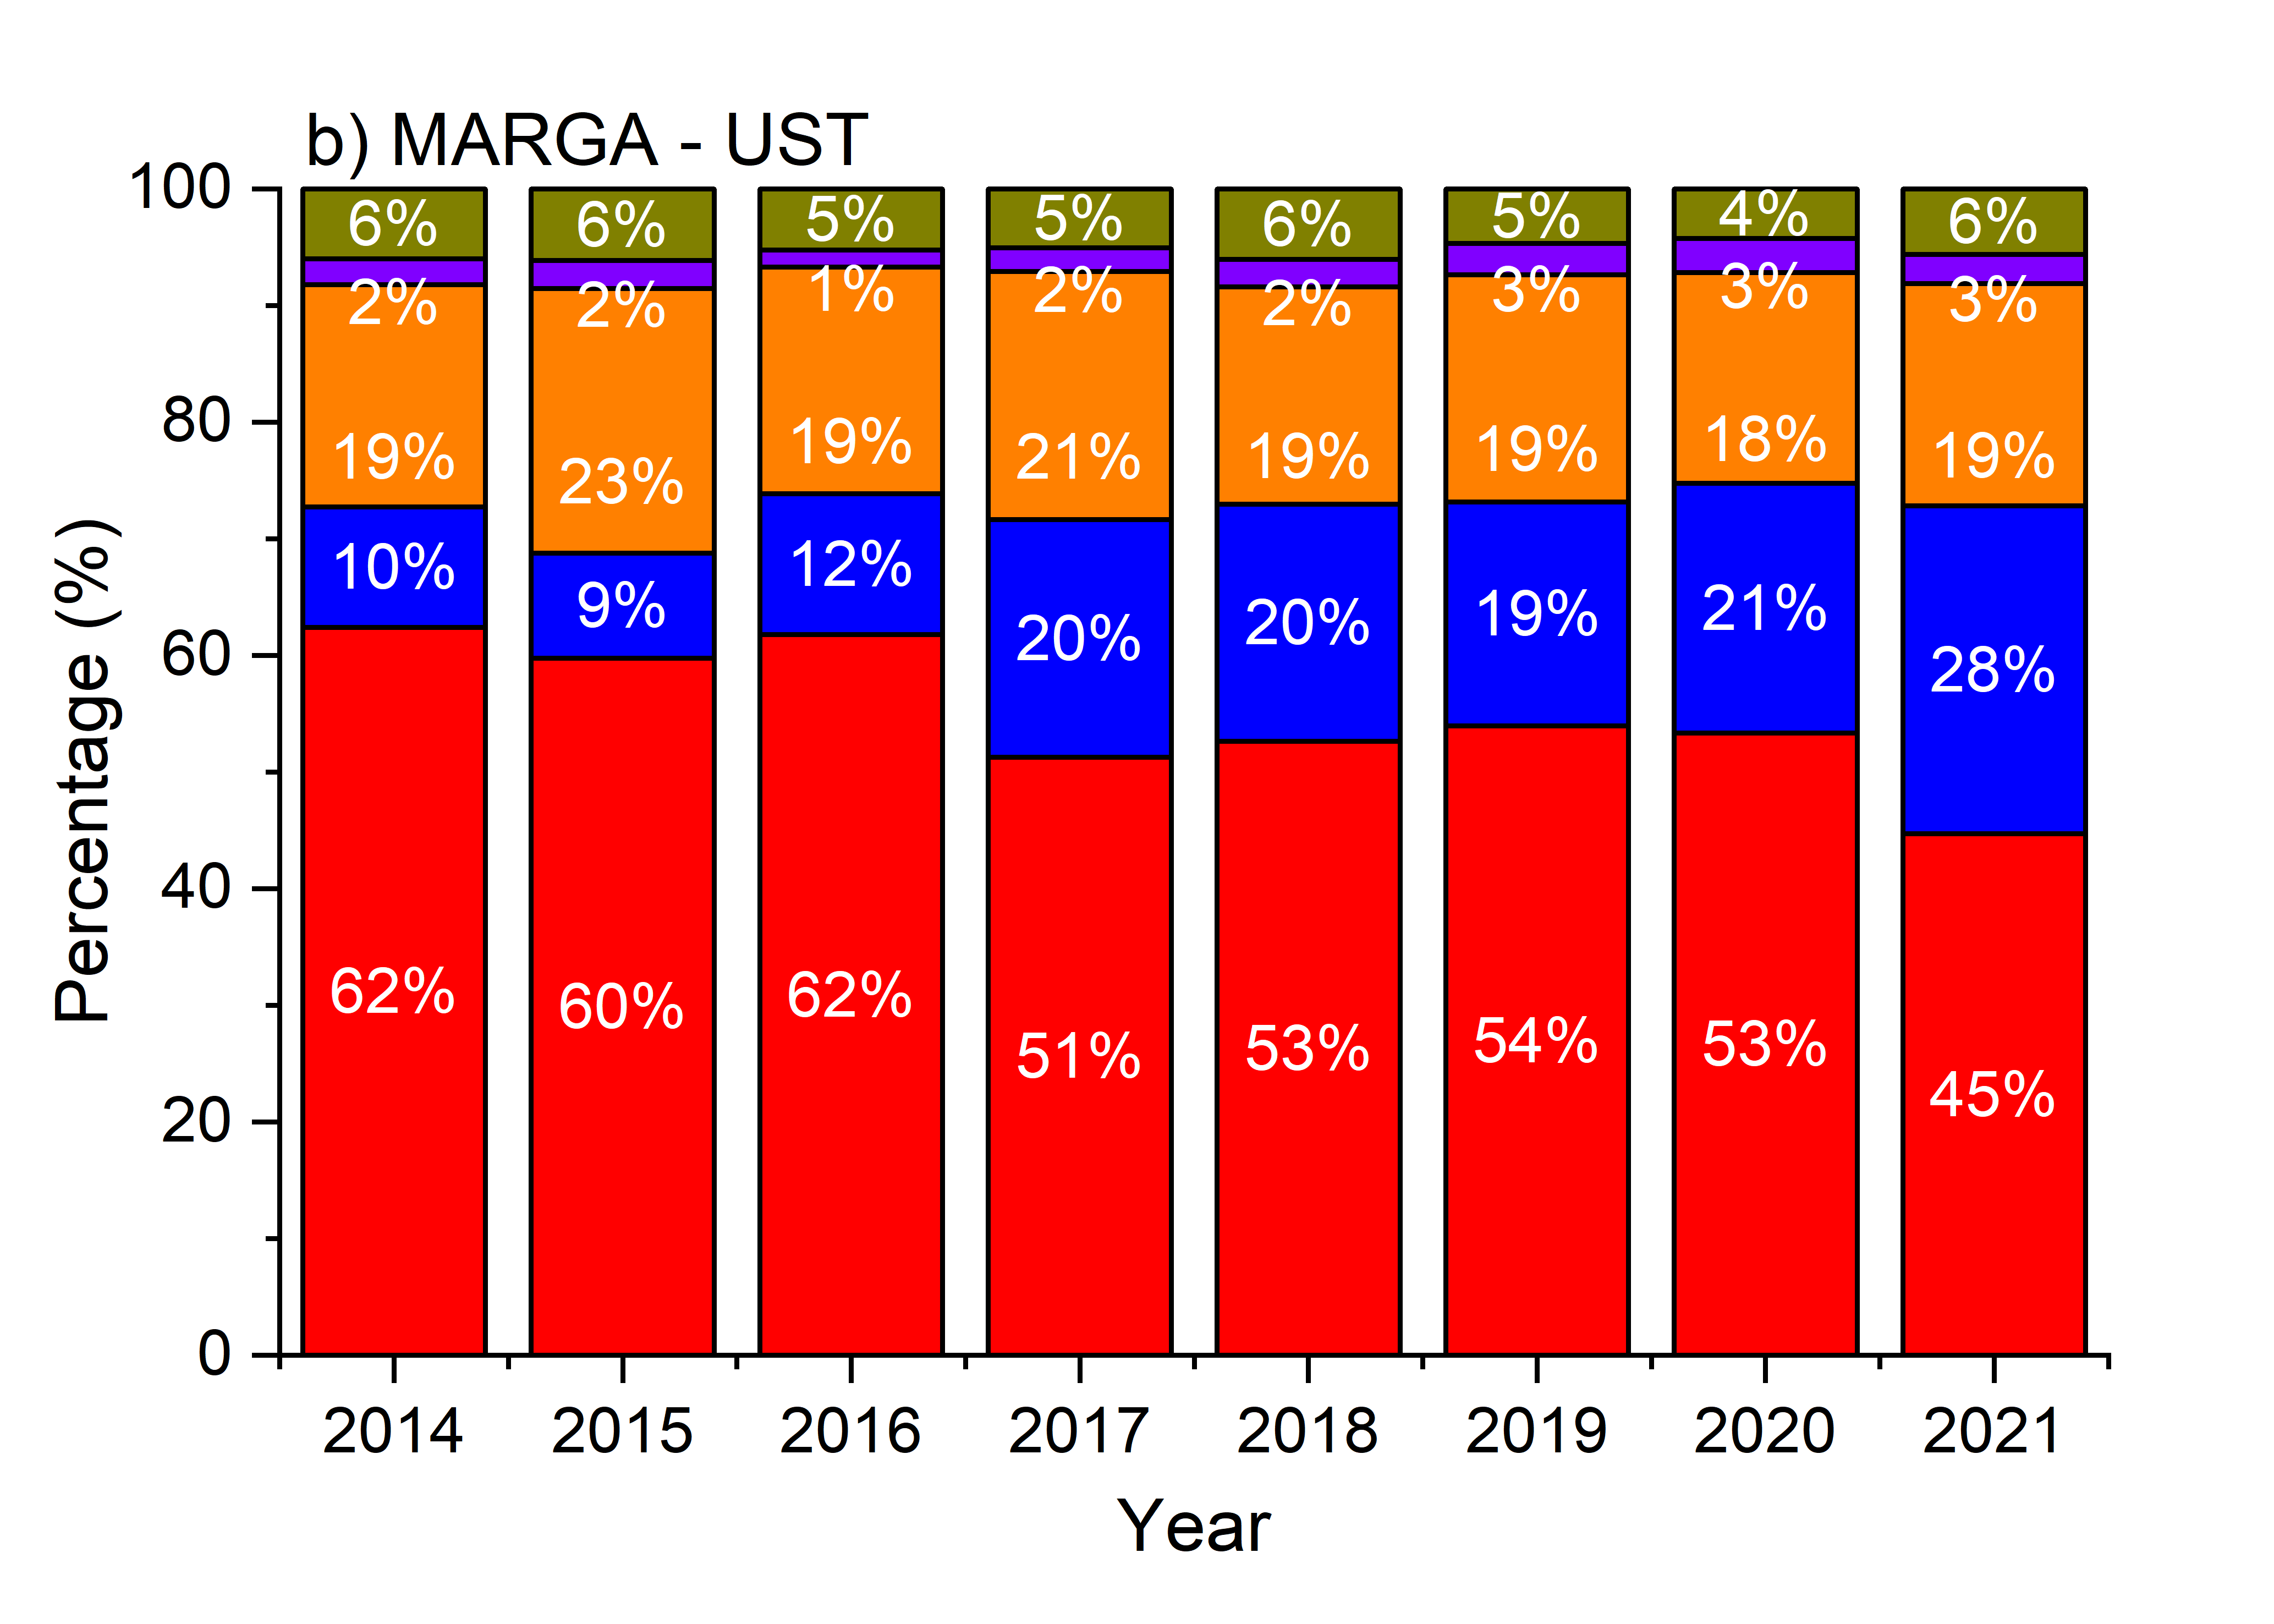 b) MARGA - UST
100
80
60
40
20
0
Percentage (%)
6% 6% 5% 5% 6% 5% 4% 6%
2% 2% 1% 2% 2% 3% 3% 3%
19% 23% 19% 21% 19% 19% 18% 19%
10% 9% 12% 20% 20% 19% 21% 28%
62% 60% 62% 51% 53% 54% 53% 45%
2014 2015 2016 2017 2018 2019 2020 2021
Year